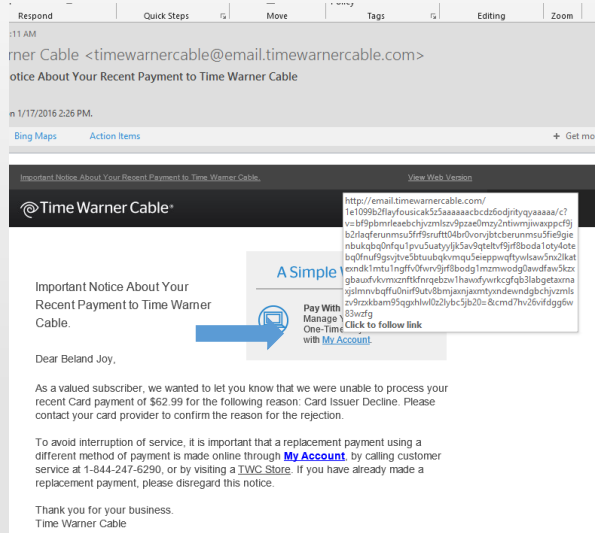 Respond Quick Steps Move Tags Editing Zoom
:11 AM
rner Cable <timewarnercable@email.timewarnercable.com>
otice About Your Recent Payment to Time Warner Cable
n 1/17/2016 2:26 PM.
Bing Maps Action Items + Get mo
Important Notice About Your Recent Payment to Time Warner Cable. View Web Version
Time Warner Cable
http://email.timewarnercable.com/
Click to follow link
A Simple
Important Notice About Your
Recent Payment to Time Warner
Cable.
Pay With
Manage
One-Time
with My Account.
Dear Beland Joy,
As a valued subscriber, we wanted to let you know that we were unable to process your
recent Card payment of $62.99 for the following reason: Card Issuer Decline. Please
contact your card provider to confirm the reason for the rejection.
To avoid interruption of service, it is important that a replacement payment using a
different method of payment is made online through My Account, by calling customer
service at 1-844-247-6290, or by visiting a TWC Store. If you have already made a
replacement payment, please disregard this notice.
Thank you for your business.
Time Warner Cable